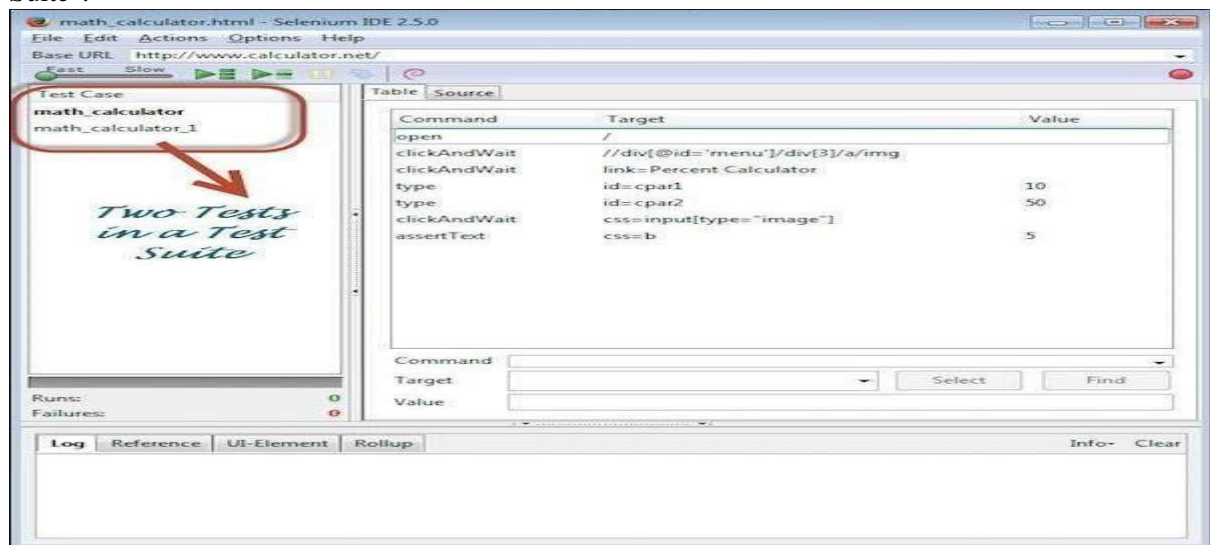 Suite".
math_calculator.html - Selenium IDE 2.5.0
File Edit Actions Options Help
Base URL http://www.calculator.net/
Fast Slow
Test Case
math_calculator
math_calculator_1
Two Tests
in a Test
Suite
Runs: 0
Failures: 0
Table Source
Command Target Value
open /
clickAndWait //div[@id='menu']/div[3]/a/img
clickAndWait link=Percent Calculator
type id=cpar1 10
type id=cpar2 50
clickAndWait css=input[type="image"]
assertText css=b 5
Command
Target Select Find
Value
Log Reference UI-Element Rollup Info- Clear